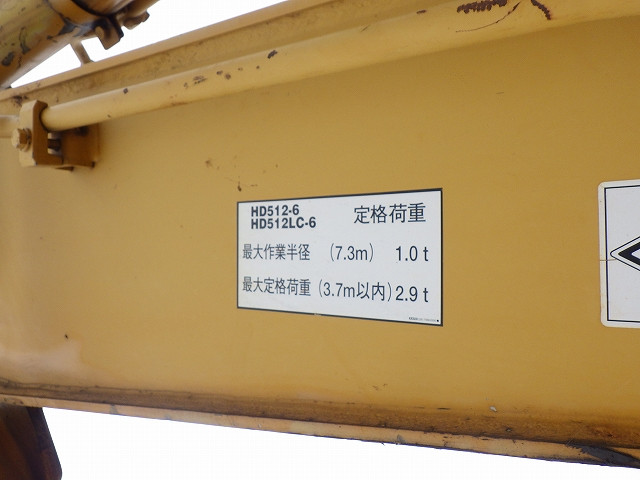 HD512-6
HD512LC-6
定格荷重
最大作業半径 (7.3m) 1.0 t
最大定格荷重 (3.7m以内) 2.9 t